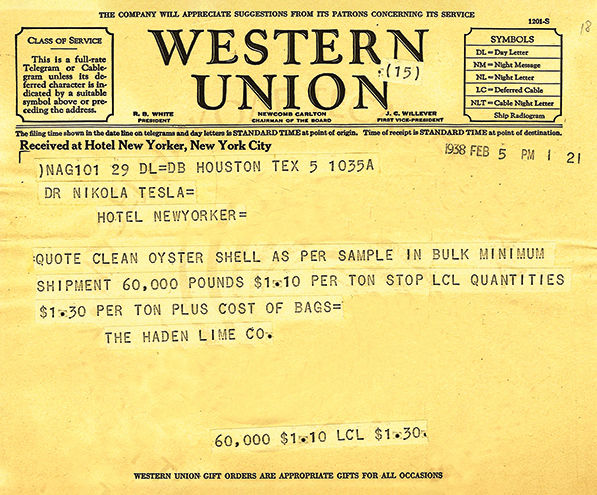 THE COMPANY WILL APPRECIATE SUGGESTIONS FROM ITS PATRONS CONCERNING ITS SERVICE
1201-S
18
CLASS OF SERVICE
This is a full-rate
Telegram or Cable-
gram unless its de-
ferred character is in-
dicated by a suitable
symbol above or pre-
ceding the address.
WESTERN
UNION
(15)
R. B. WHITE
PRESIDENT
NEWCOMB CARLTON
CHAIRMAN OF THE BOARD
J. C. WILLEVER
FIRST VICE-PRESIDENT
SYMBOLS
DL = Day Letter
NM = Night Message
NL = Night Letter
LC = Deferred Cable
NLT = Cable Night Letter
Ship Radiogram
The filing time shown in the date line on telegrams and day letters is STANDARD TIME at point of origin. Time of receipt is STANDARD TIME at point of destination.
Received at Hotel New Yorker, New York City
1938 FEB 5 PM 1 21
)NAG101 29 DL=DB HOUSTON TEX 5 1035A
DR NIKOLA TESLA=
HOTEL NEWYORKER=
QUOTE CLEAN OYSTER SHELL AS PER SAMPLE IN BULK MINIMUM
SHIPMENT 60,000 POUNDS $1.10 PER TON STOP LCL QUANTITIES
$1.30 PER TON PLUS COST OF BAGS=
THE HADEN LIME CO.
60,000 $1.10 LCL $1.30.
WESTERN UNION GIFT ORDERS ARE APPROPRIATE GIFTS FOR ALL OCCASIONS